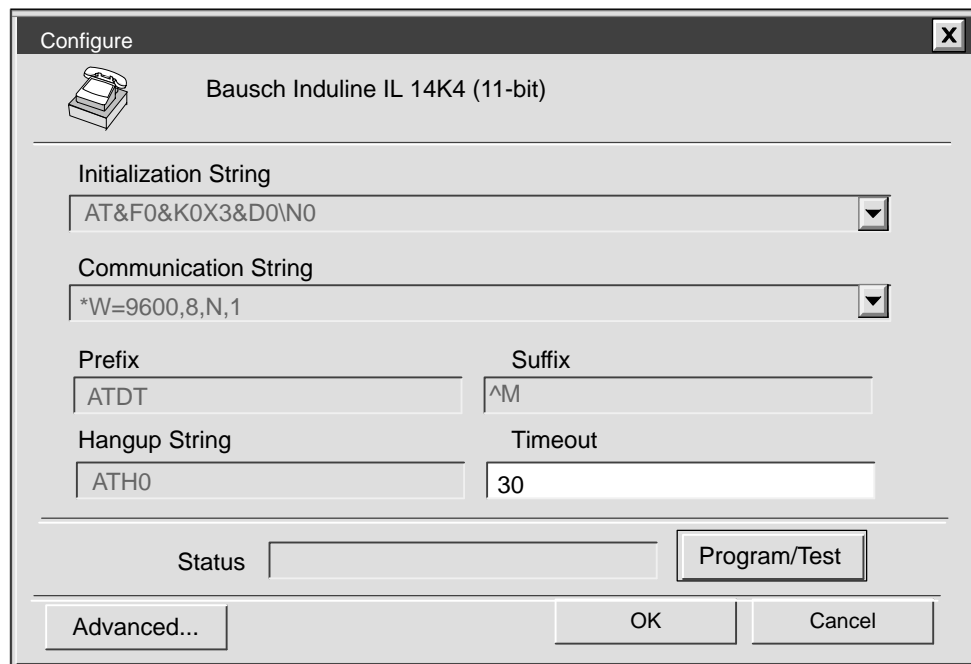 Configure
X
Bausch Induline IL 14K4 (11-bit)
Initialization String
AT&F0&K0X3&D0\N0
Communication String
*W=9600,8,N,1
Prefix Suffix
ATDT ^M
Hangup String Timeout
ATH0 30
Status Program/Test
Advanced... OK Cancel